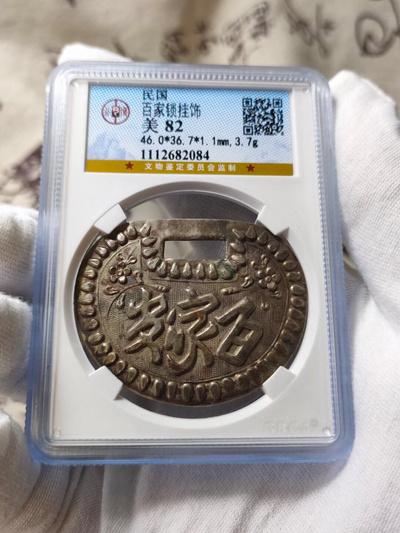 民国
百家锁挂饰
美 82
46.0*36.7*1.1mm,3.7g
1112682084
★ 文物鉴定委员会监制 ★
百家锁